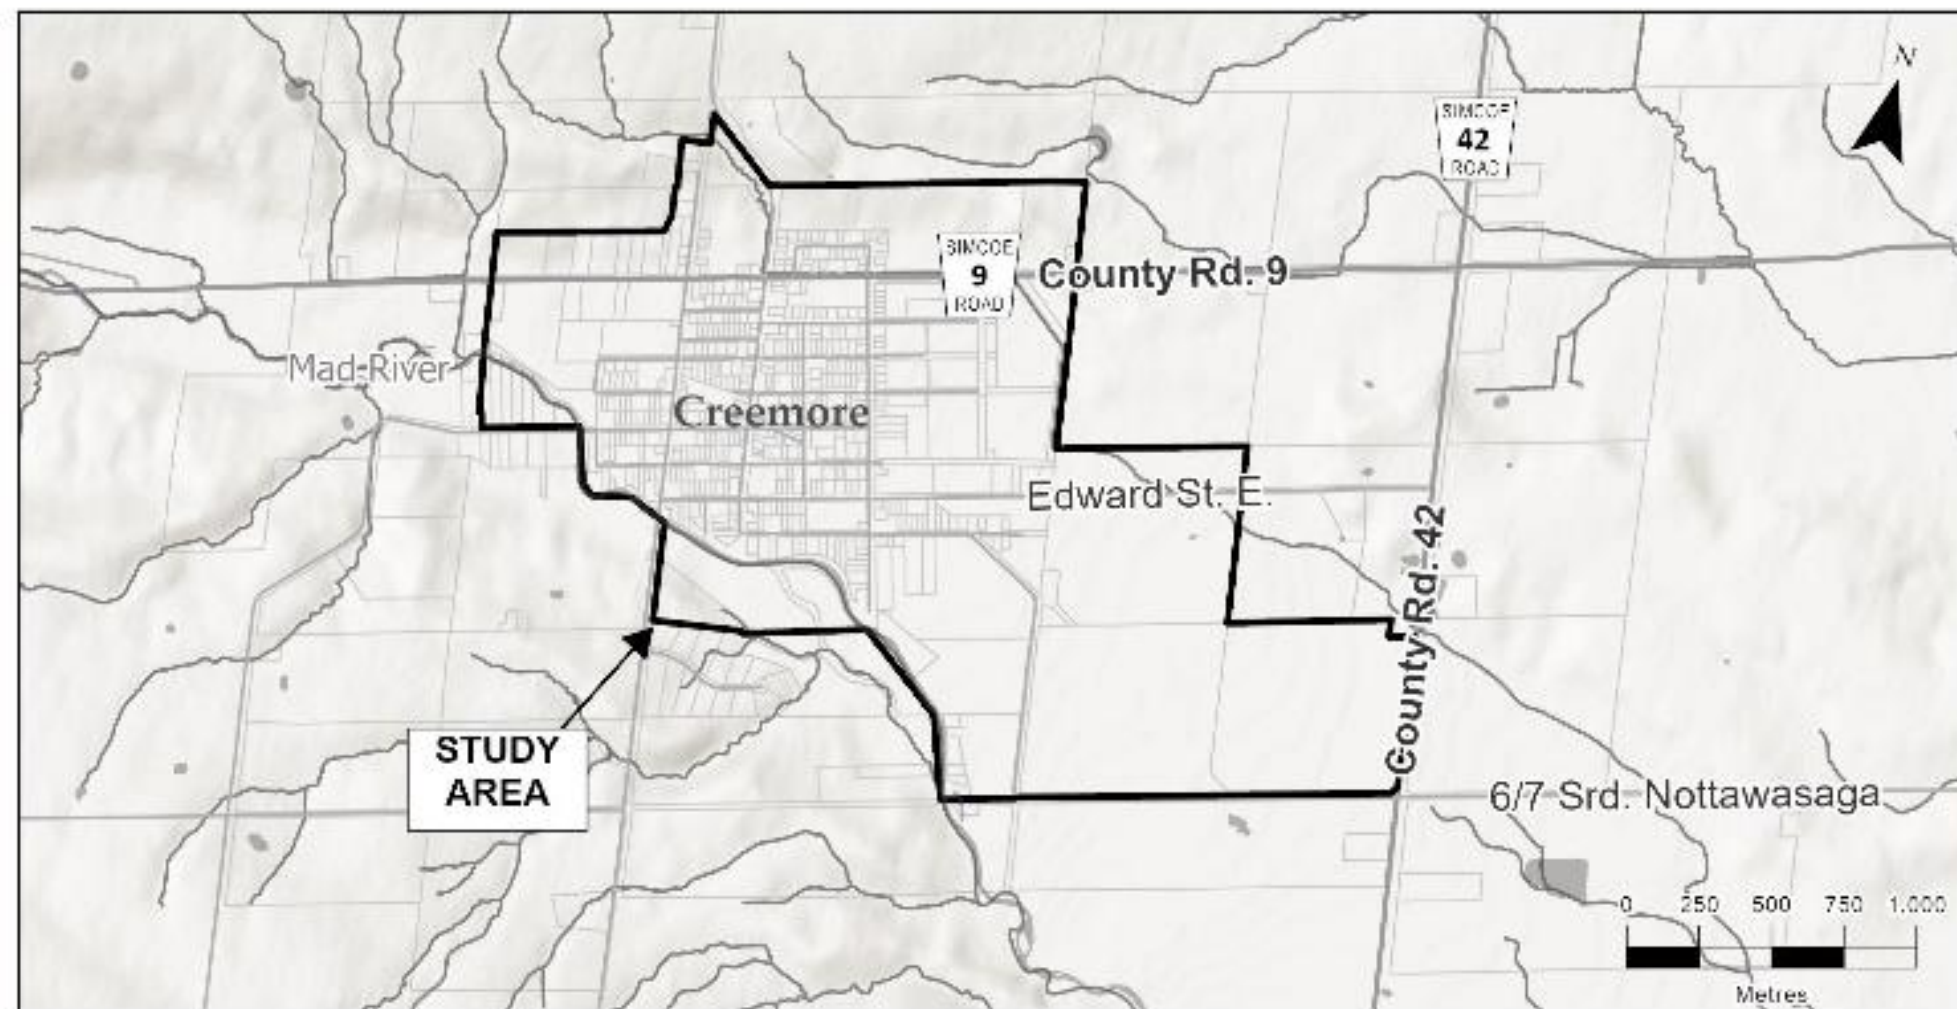 N
SIMCOE
42
ROAD
SIMCOE
9
ROAD
County Rd. 9
Mad River
Creemore
Edward St. E.
County Rd. 42
STUDY
AREA
6/7 Srd. Nottawasaga
0 250 500 750 1,000
Metres